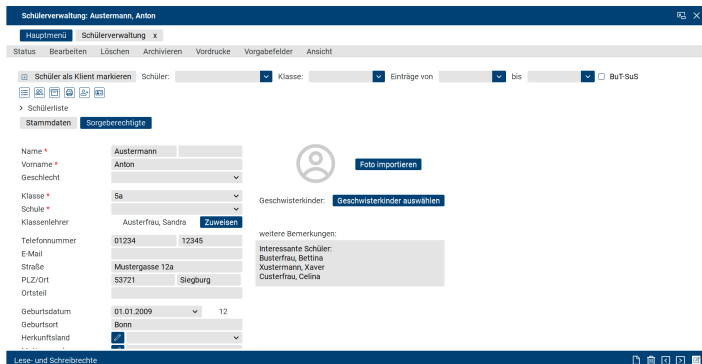 Schülerverwaltung: Austermann, Anton
Hauptmenü Schülerverwaltung x
Status Bearbeiten Löschen Archivieren Vordrucke Vorgabefelder Ansicht
Schüler als Klient markieren Schüler: Klasse: Einträge von bis BuT-SuS
> Schülerliste
Stammdaten Sorgeberechtigte
Name * Austermann
Vorname * Anton
Foto importieren
Geschlecht
Klasse * 5a
Geschwisterkinder: Geschwisterkinder auswählen
Schule *
Klassenlehrer Austerfrau, Sandra Zuweisen
weitere Bemerkungen:
Telefonnummer 01234 12345
Interessante Schüler:
E-Mail
Busterfrau, Bettina
Straße Mustergasse 12a
Xustermann, Xaver
PLZ/Ort 53721 Siegburg
Custerfrau, Celina
Ortsteil
Geburtsdatum 01.01.2009 12
Geburtsort Bonn
Herkunftsland
Lese- und Schreibrechte